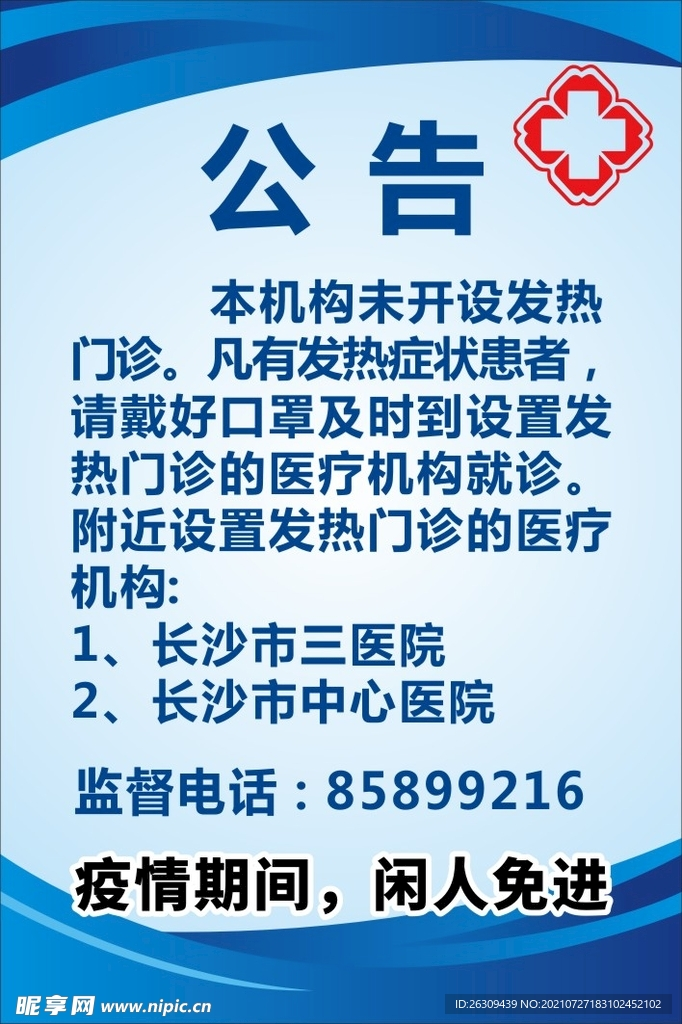 公告
本机构未开设发热
门诊。凡有发热症状患者，
请戴好口罩及时到设置发
热门诊的医疗机构就诊。
附近设置发热门诊的医疗
机构:
1、长沙市三医院
2、长沙市中心医院
监督电话：85899216
疫情期间，闲人免进
昵享网 www.nipic.cn
ID:26309439 NO:20210727183102452102